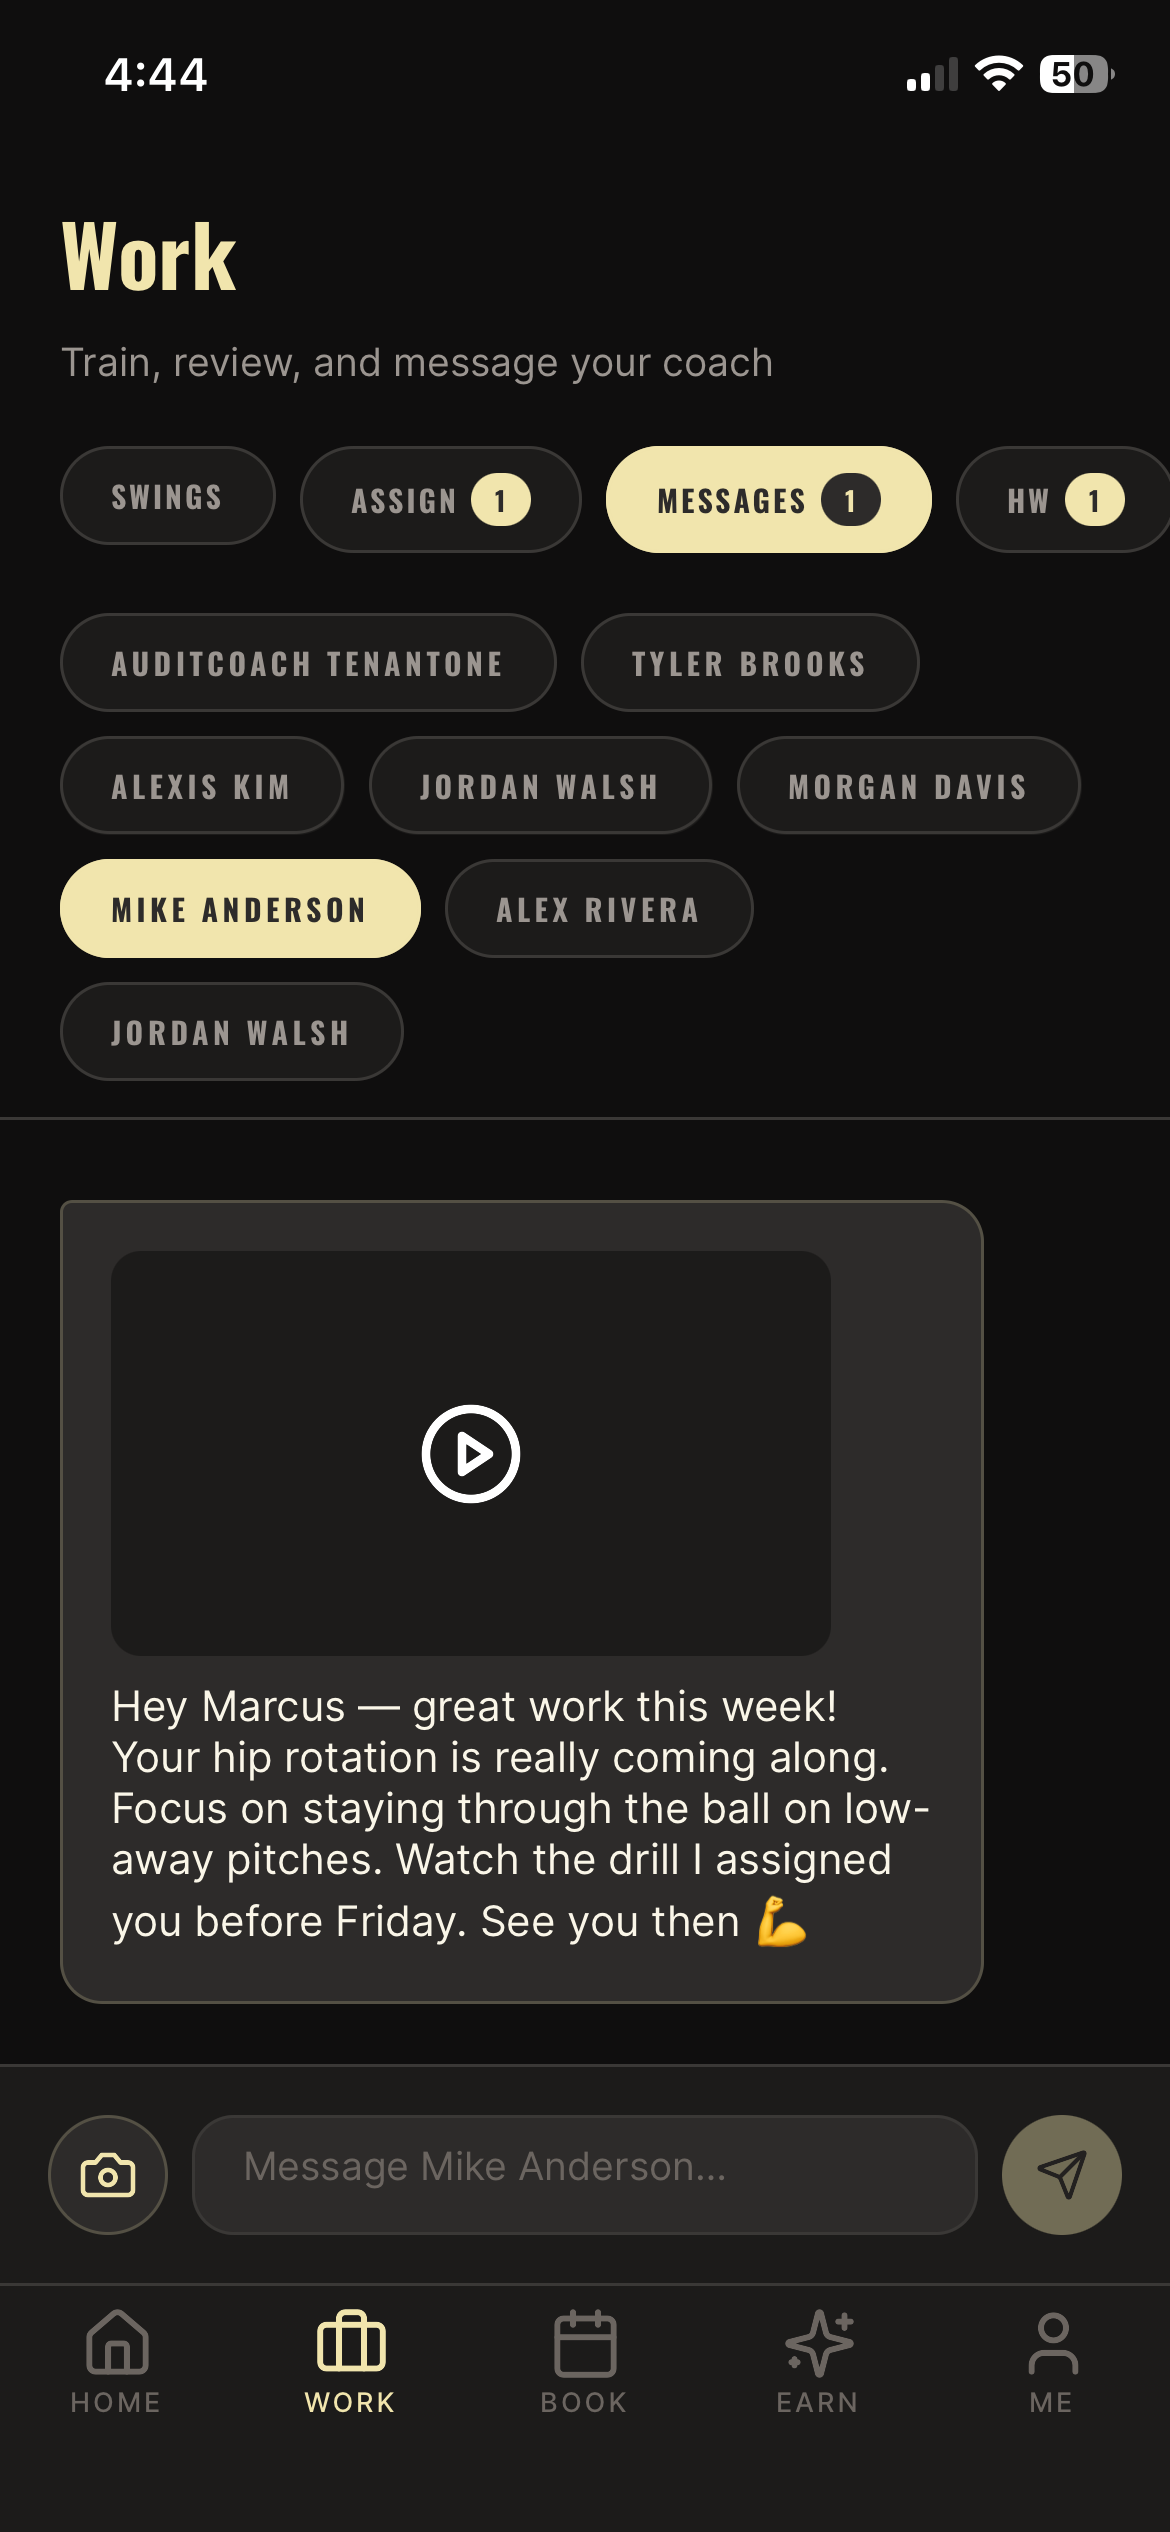 4:44
50
Work
Train, review, and message your coach
SWINGS
ASSIGN 1
MESSAGES 1
HW 1
AUDITCOACH TENANTONE
TYLER BROOKS
ALEXIS KIM
JORDAN WALSH
MORGAN DAVIS
MIKE ANDERSON
ALEX RIVERA
JORDAN WALSH
Hey Marcus — great work this week!
Your hip rotation is really coming along.
Focus on staying through the ball on low-
away pitches. Watch the drill I assigned
you before Friday. See you then 💪
Message Mike Anderson...
HOME
WORK
BOOK
EARN
ME